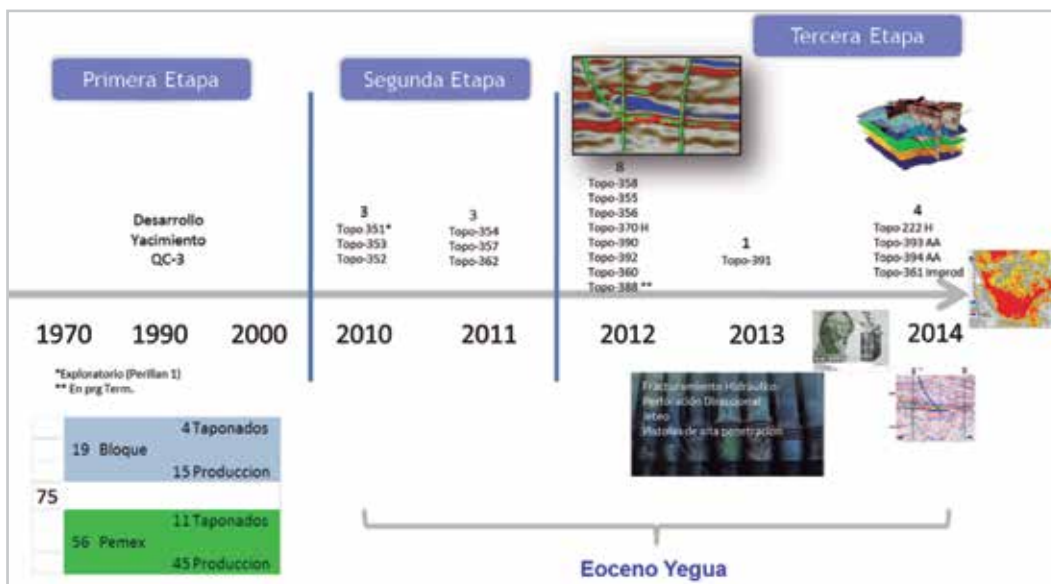 Primera Etapa
Segunda Etapa
Tercera Etapa
Desarrollo
Yacimiento
QC-3
3
Topo 351*
Topo-353
Topo-352
3
Topo-354
Topo-357
Topo-362
8
Topo-358
Topo-355
Topo-356
Topo-370 H
Topo-390
Topo-392
Topo-360
Topo-388 **
1
Topo-391
4
Topo 222 H
Topo-393 AA
Topo-394 AA
Topo-361 Improd
1970 1990 2000 2010 2011 2012 2013 2014
*Exploratorio (Perillan 1)
** En prg Term.
Fracturamiento Hidráulico
Perforación Direccional
Jeteo
Pistolas de alta penetración
75
19 Bloque
4 Taponados
15 Produccion
56 Pemex
11 Taponados
45 Produccion
Eoceno Yegua